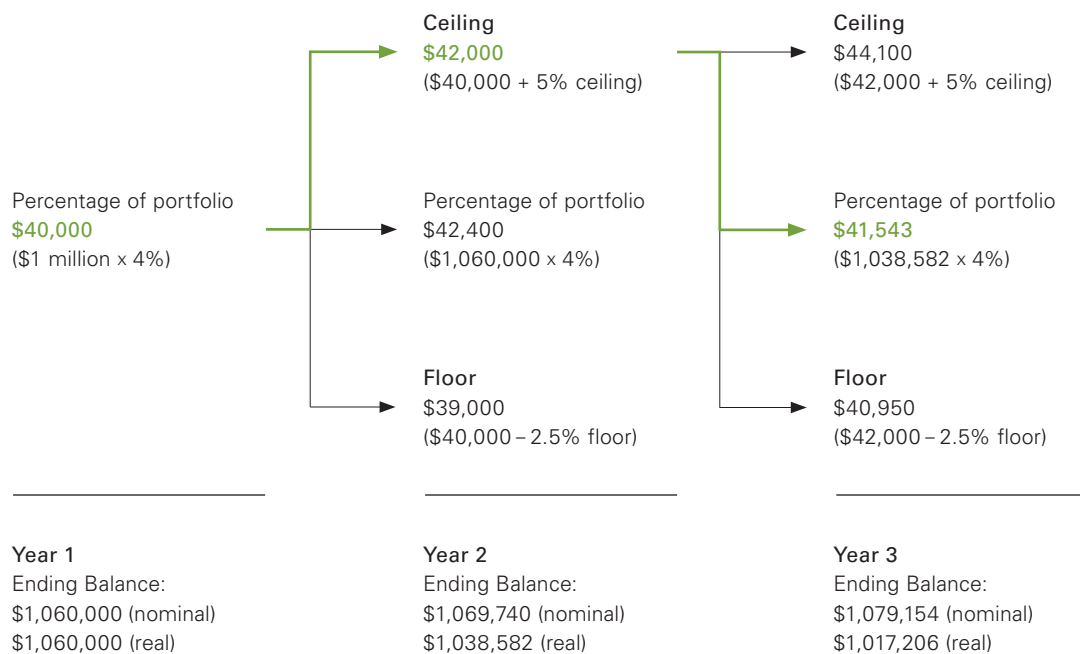 Percentage of portfolio
$40,000
($1 million x 4%)
Ceiling
$42,000
($40,000 + 5% ceiling)
Percentage of portfolio
$42,400
($1,060,000 x 4%)
Floor
$39,000
($40,000 – 2.5% floor)
Ceiling
$44,100
($42,000 + 5% ceiling)
Percentage of portfolio
$41,543
($1,038,582 x 4%)
Floor
$40,950
($42,000 – 2.5% floor)
Year 1
Ending Balance:
$1,060,000 (nominal)
$1,060,000 (real)
Year 2
Ending Balance:
$1,069,740 (nominal)
$1,038,582 (real)
Year 3
Ending Balance:
$1,079,154 (nominal)
$1,017,206 (real)